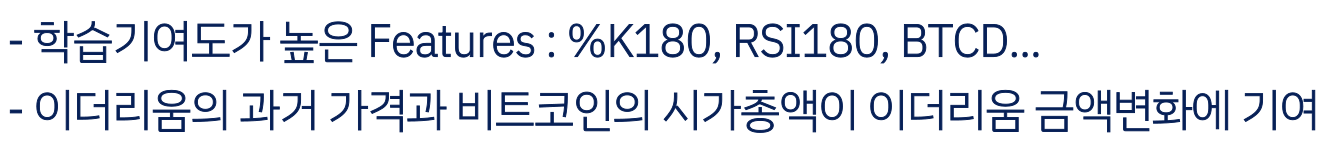 - 학습기여도가 높은 Features : %K180, RSI180, BTCD...
- 이더리움의 과거 가격과 비트코인의 시가총액이 이더리움 금액변화에 기여